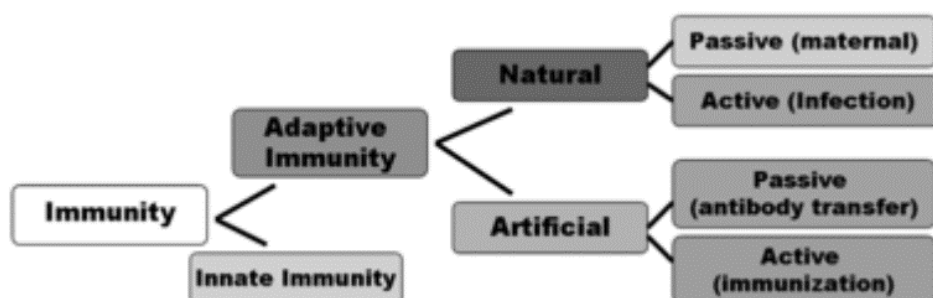 Passive (maternal)
Natural
Active (Infection)
Adaptive
Immunity
Passive
(antibody transfer)
Immunity
Artificial
Active
(immunization)
Innate Immunity